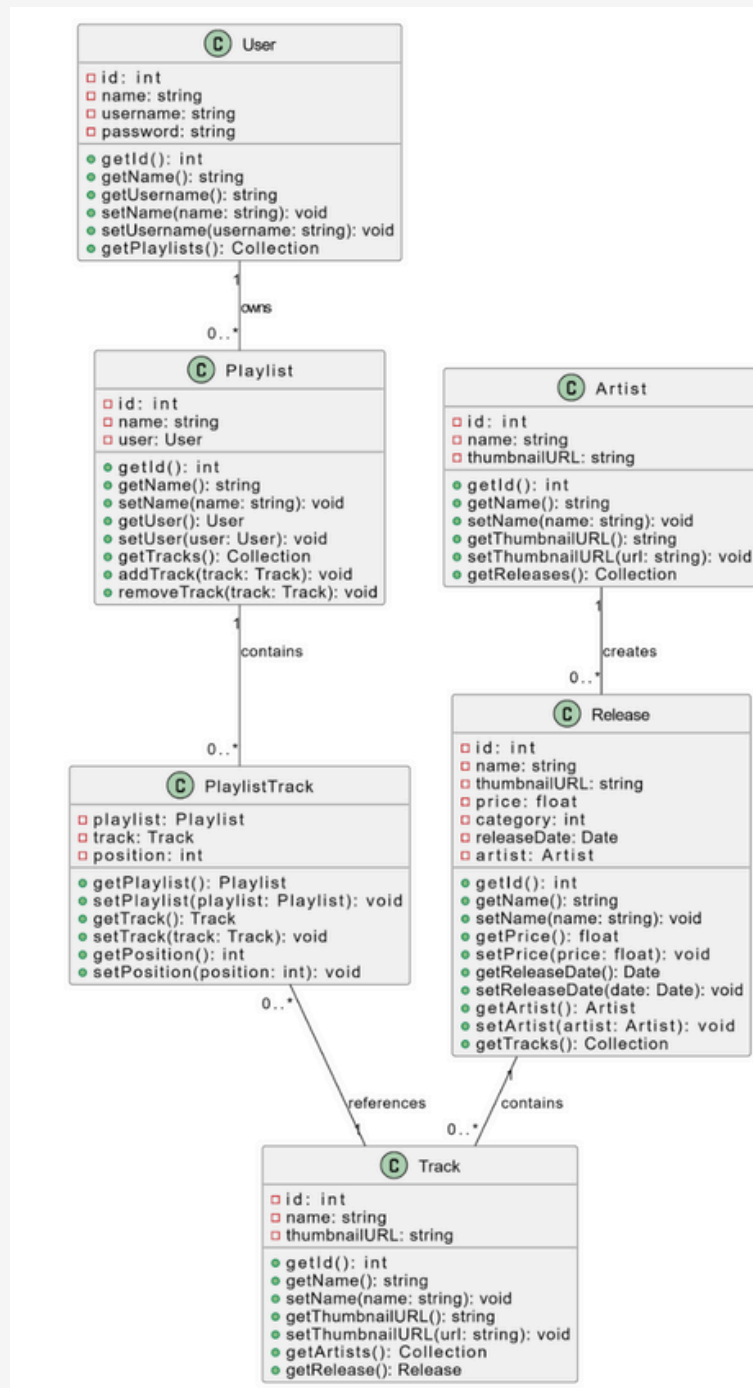 C User
id: int
name: string
username: string
password: string
getId(): int
getName(): string
getUsername(): string
setName(name: string): void
setUsername(username: string): void
getPlaylists(): Collection
1
owns
0..*
C Playlist
id: int
name: string
user: User
getId(): int
getName(): string
setName(name: string): void
getUser(): User
setUser(user: User): void
getTracks(): Collection
addTrack(track: Track): void
removeTrack(track: Track): void
1
contains
0..*
C Artist
id: int
name: string
thumbnailURL: string
getId(): int
getName(): string
setName(name: string): void
getThumbnailURL(): string
setThumbnailURL(url: string): void
getReleases(): Collection
1
creates
0..*
C PlaylistTrack
playlist: Playlist
track: Track
position: int
getPlaylist(): Playlist
setPlaylist(playlist: Playlist): void
getTrack(): Track
setTrack(track: Track): void
getPosition(): int
setPosition(position: int): void
0..*
references
1
C Release
id: int
name: string
thumbnailURL: string
price: float
category: int
releaseDate: Date
artist: Artist
getId(): int
getName(): string
setName(name: string): void
getPrice(): float
setPrice(price: float): void
getReleaseDate(): Date
setReleaseDate(date: Date): void
getArtist(): Artist
setArtist(artist: Artist): void
getTracks(): Collection
1
contains
0..*
C Track
id: int
name: string
thumbnailURL: string
getId(): int
getName(): string
setName(name: string): void
getThumbnailURL(): string
setThumbnailURL(url: string): void
getArtists(): Collection
getRelease(): Release